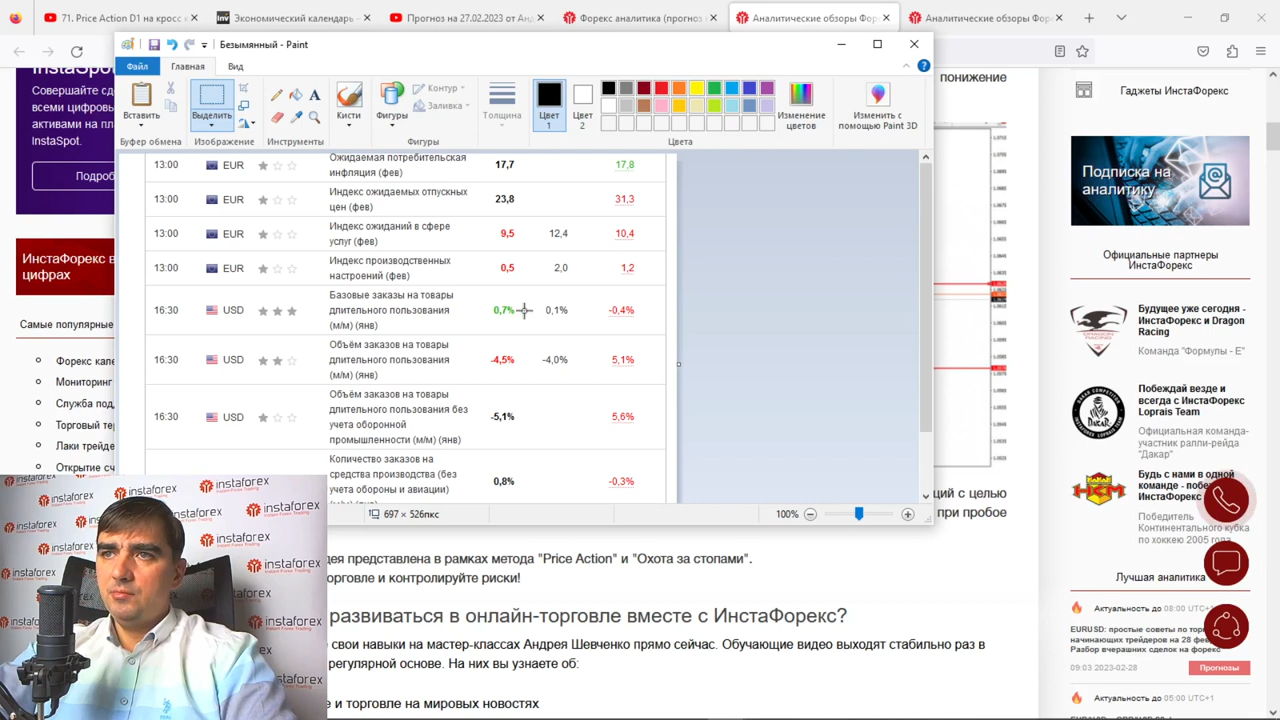 71. Price Action D1 на кросс к
Экономический календарь –
Прогноз на 27.02.2023 от Анд
Форекс аналитика (прогноз
Аналитические обзоры Фор
Аналитические обзоры Форе
Безымянный - Paint
Файл
Главная
Вид
Вставить
Выделить
Кисти
Фигуры
Контур
Заливка
Толщина
Цвет
1
Цвет
2
Изменение
цветов
Изменить с
помощью Paint 3D
Буфер обмена
Изображение
Инструменты
Фигуры
Цвета
InstaSpot
Совершайте сде
всеми цифровы
активами на пл
InstaSpot.
Подроб
ИнстаФорекс в
цифрах
Самые популярные
Форекс кале
Мониторинг
Служба под
Торговый тер
Лаки трейде
Открытие сч
13:00 EUR Ожидаемая потребительская
инфляция (фев) 17,7 17,8
13:00 EUR Индекс ожидаемых отпускных
цен (фев) 23,8 31,3
13:00 EUR Индекс ожиданий в сфере
услуг (фев) 9,5 12,4 10,4
13:00 EUR Индекс производственных
настроений (фев) 0,5 2,0 1,2
16:30 USD Базовые заказы на товары
длительного пользования
(м/м) (янв) 0,7% 0,1% -0,4%
16:30 USD Объём заказов на товары
длительного пользования
(м/м) (янв) -4,5% -4,0% 5,1%
16:30 USD Объём заказов на товары
длительного пользования без
учета оборонной
промышленности (м/м) (янв) -5,1% 5,6%
Количество заказов на
средства производства (без
учета обороны и авиации) 0,8% -0,3%
697 × 526пкс
100%
понижение
ций с целью
при пробое
дея представлена в рамках метода "Price Action" и "Охота за стопами".
орговле и контролируйте риски!
развиваться в онлайн-торговле вместе с ИнстаФорекс?
свои навыки на мастер-классах Андрея Шевченко прямо сейчас. Обучающие видео выходят стабильно раз в
егулярной основе. На них вы узнаете об:
е и торговле на мировых новостях
Гаджеты ИнстаФорекс
Подписка на
аналитику
Официальные партнеры
ИнстаФорекс
Будущее уже сегодня -
ИнстаФорекс и Dragon
Racing
Команда "Формулы - E"
Побеждай везде и
всегда с ИнстаФорекс
Loprais Team
Официальная команда-
участник ралли-рейда
"Дакар"
Будь с нами в одной
команде - побе
ИнстаФорекс
Победитель
Континентального кубка
по хоккею 2005 года
Лучшая аналитика
Актуальность до 08:00 UTC+
EURUSD: простые советы по тор
начинающих трейдеров на 28 фев
Разбор вчерашних сделок на форекс
09:03 2023-02-28
Прогнозы
Актуальность до 05:00 UTC+1
instaforex
Instant Forex Trading